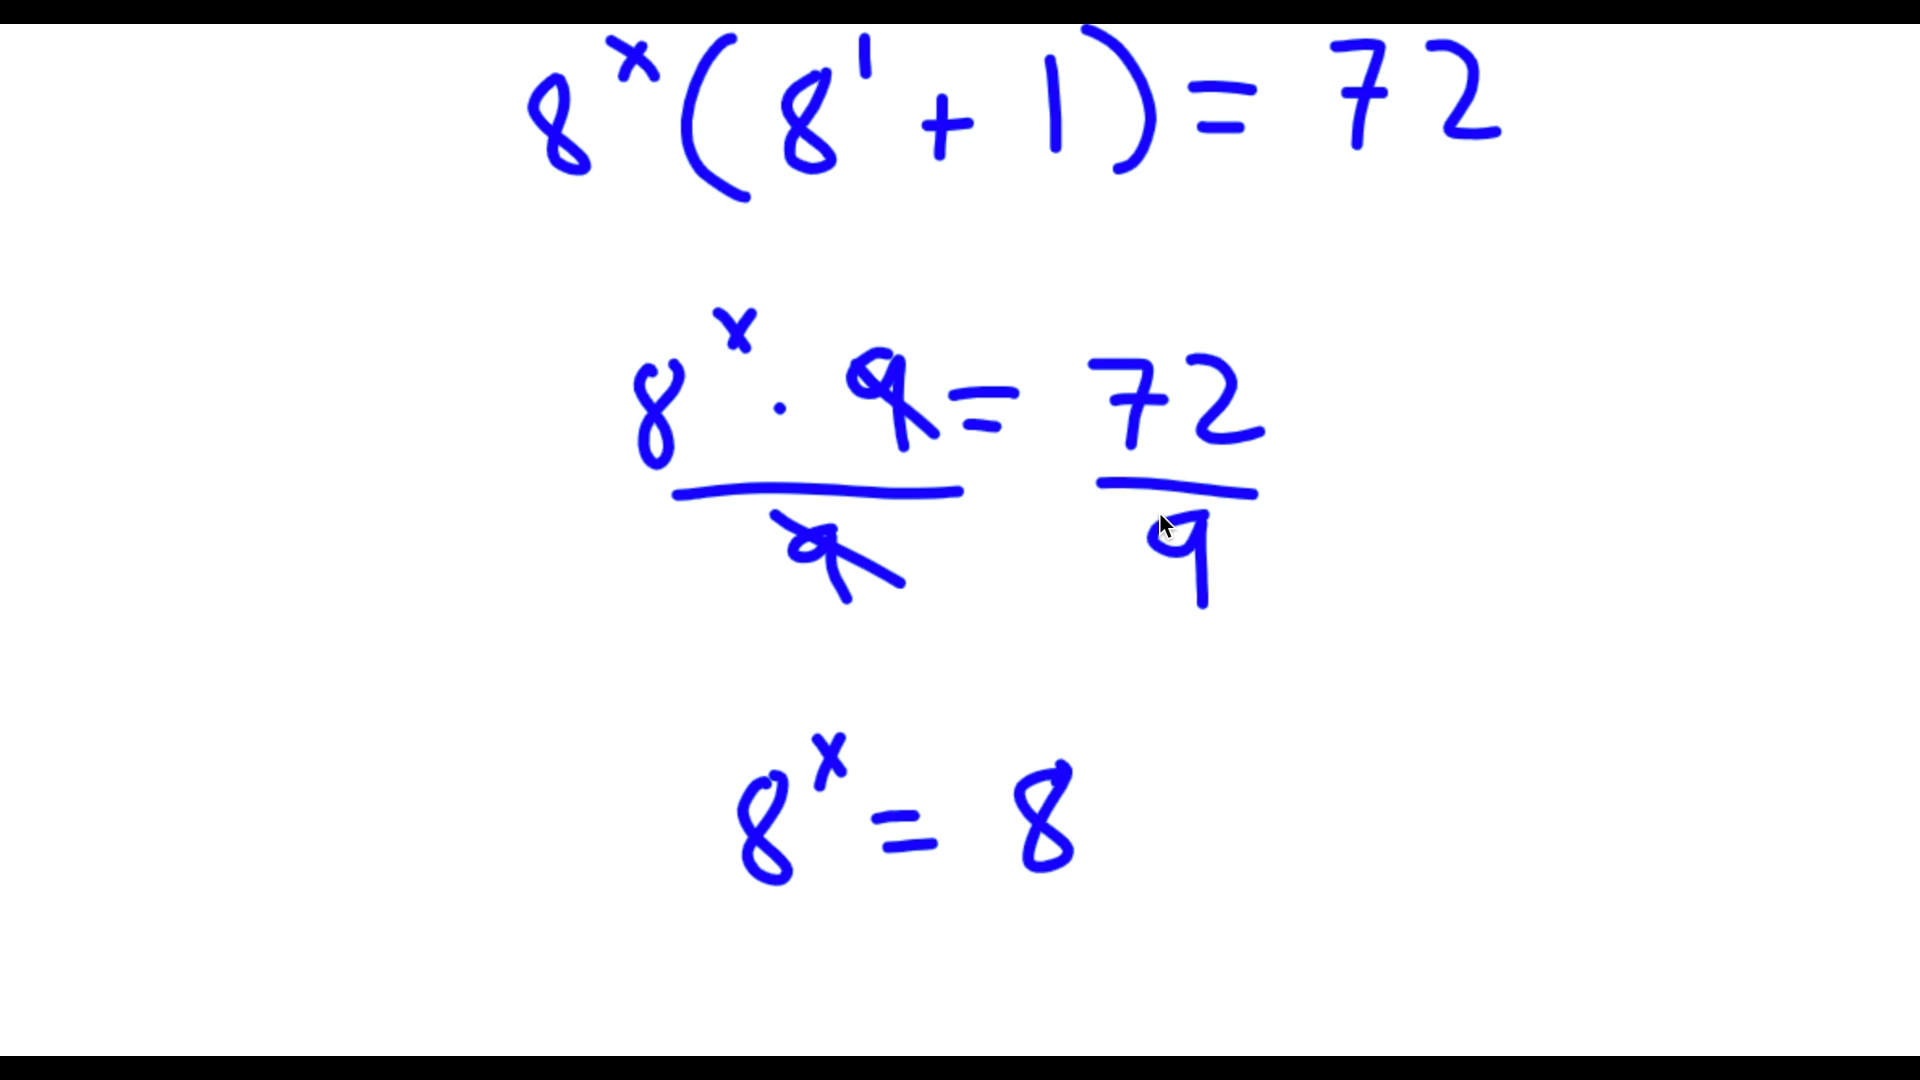 8^x (8^1 + 1) = 72
8^x · 9 = 72
9 9
8^x = 8